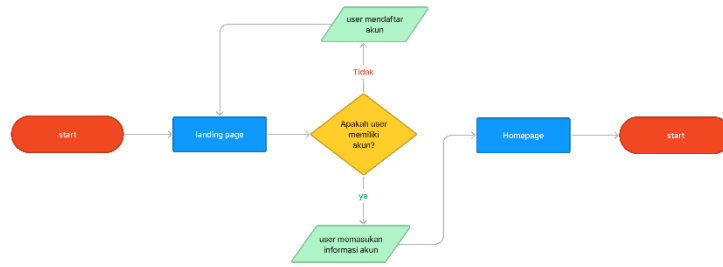 user mendaftar
akun
Tidak
start
landing page
Apakah user
memiliki
akun?
Homepage
start
ya
user memasukan
informasi akun